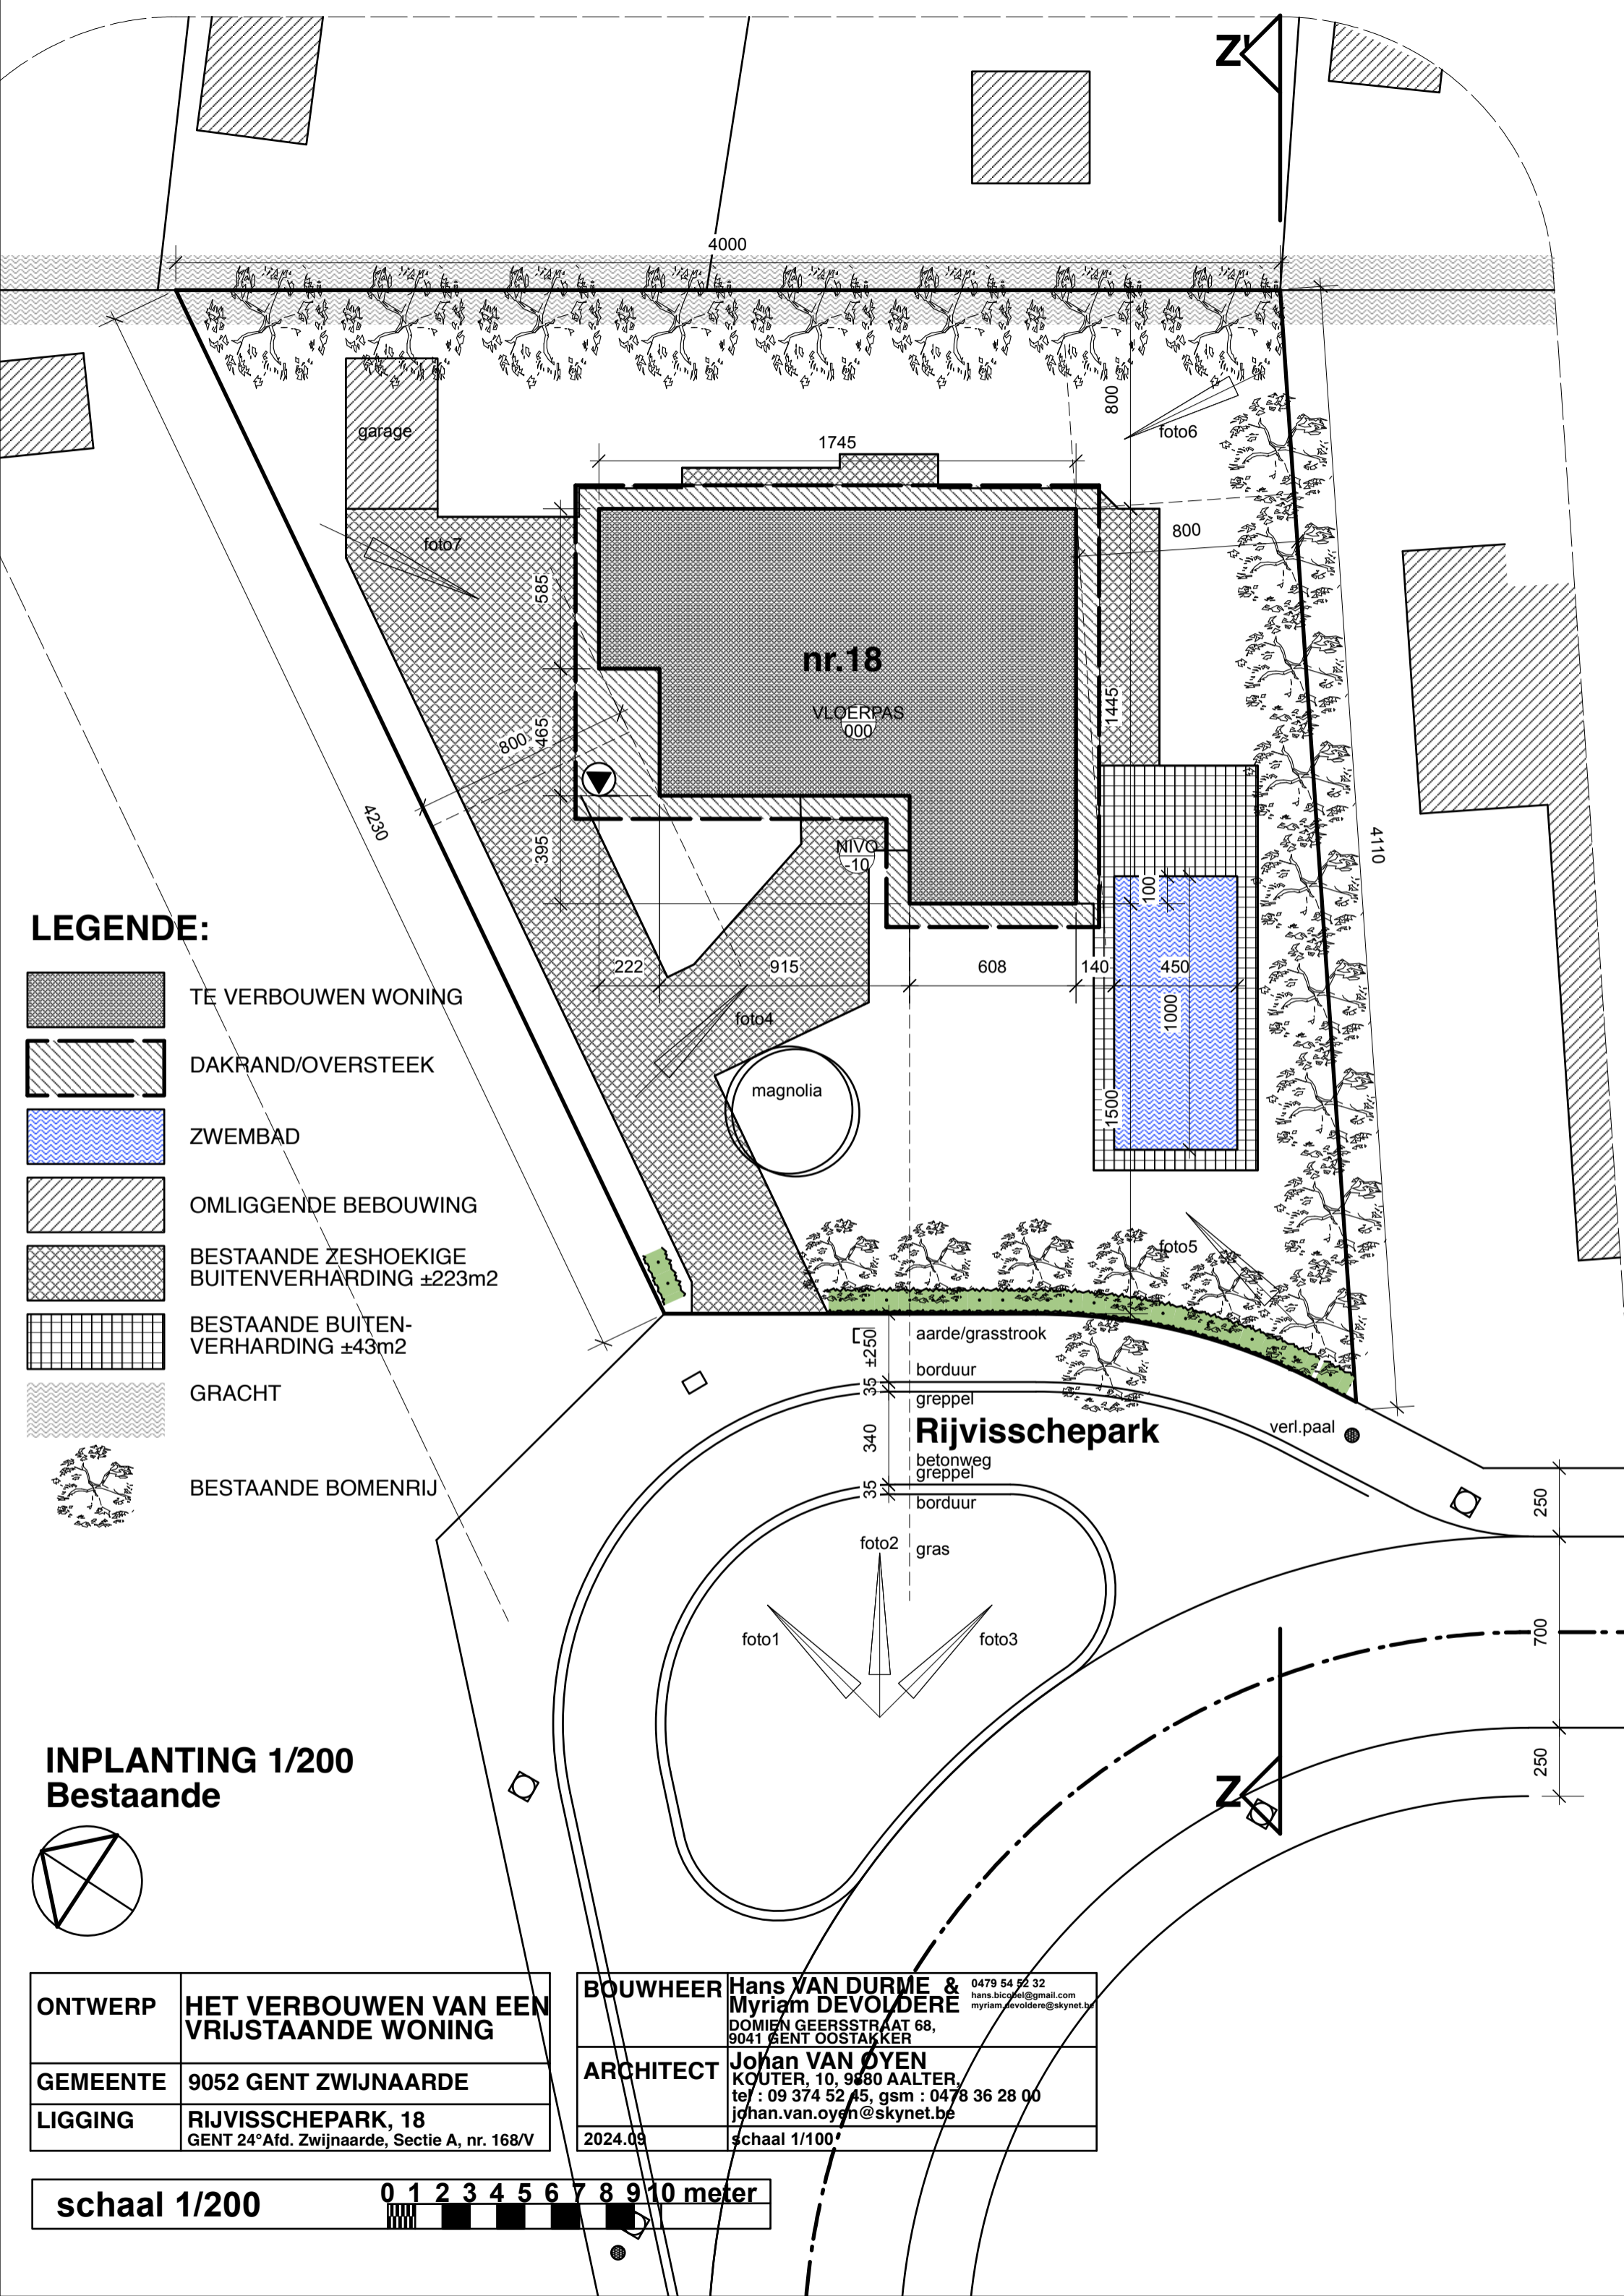 Z'
4000
garage
1745
800
foto6
foto7
800
585
nr.18
VLOERPAS
000
1445
465
800
4230
395
NIVO
-10
100
4110
222
915
608
140
450
1000
foto4
magnolia
1500
foto5
LEGENDE:
TE VERBOUWEN WONING
DAKRAND/OVERSTEEK
ZWEMBAD
OMLIGGENDE BEBOUWING
BESTAANDE ZESHOEKIGE
BUITENVERHARDING ±223m2
BESTAANDE BUITEN-
VERHARDING ±43m2
GRACHT
BESTAANDE BOMENRIJ
±250
aarde/grasstrook
borduur
35
greppel
Rijvisschepark
verl.paal
340
betonweg
greppel
35
borduur
250
foto2
gras
foto1
foto3
700
250
Z
INPLANTING 1/200
Bestaande
ONTWERP
HET VERBOUWEN VAN EEN
VRIJSTAANDE WONING
GEMEENTE
9052 GENT ZWIJNAARDE
LIGGING
RIJVISSCHEPARK, 18
GENT 24°Afd. Zwijnaarde, Sectie A, nr. 168/V
BOUWHEER
Hans VAN DURME &
Myriam DEVOLDERE
0479 54 52 32
hans.bicobel@gmail.com
myriam.devoldere@skynet.be
DOMIEN GEERSSTRAAT 68,
9041 GENT OOSTAKKER
ARCHITECT
Johan VAN OYEN
KOUTER, 10, 9880 AALTER,
tel : 09 374 52 45, gsm : 0478 36 28 00
johan.van.oyen@skynet.be
2024.09
schaal 1/100
schaal 1/200
0 1 2 3 4 5 6 7 8 9 10 meter